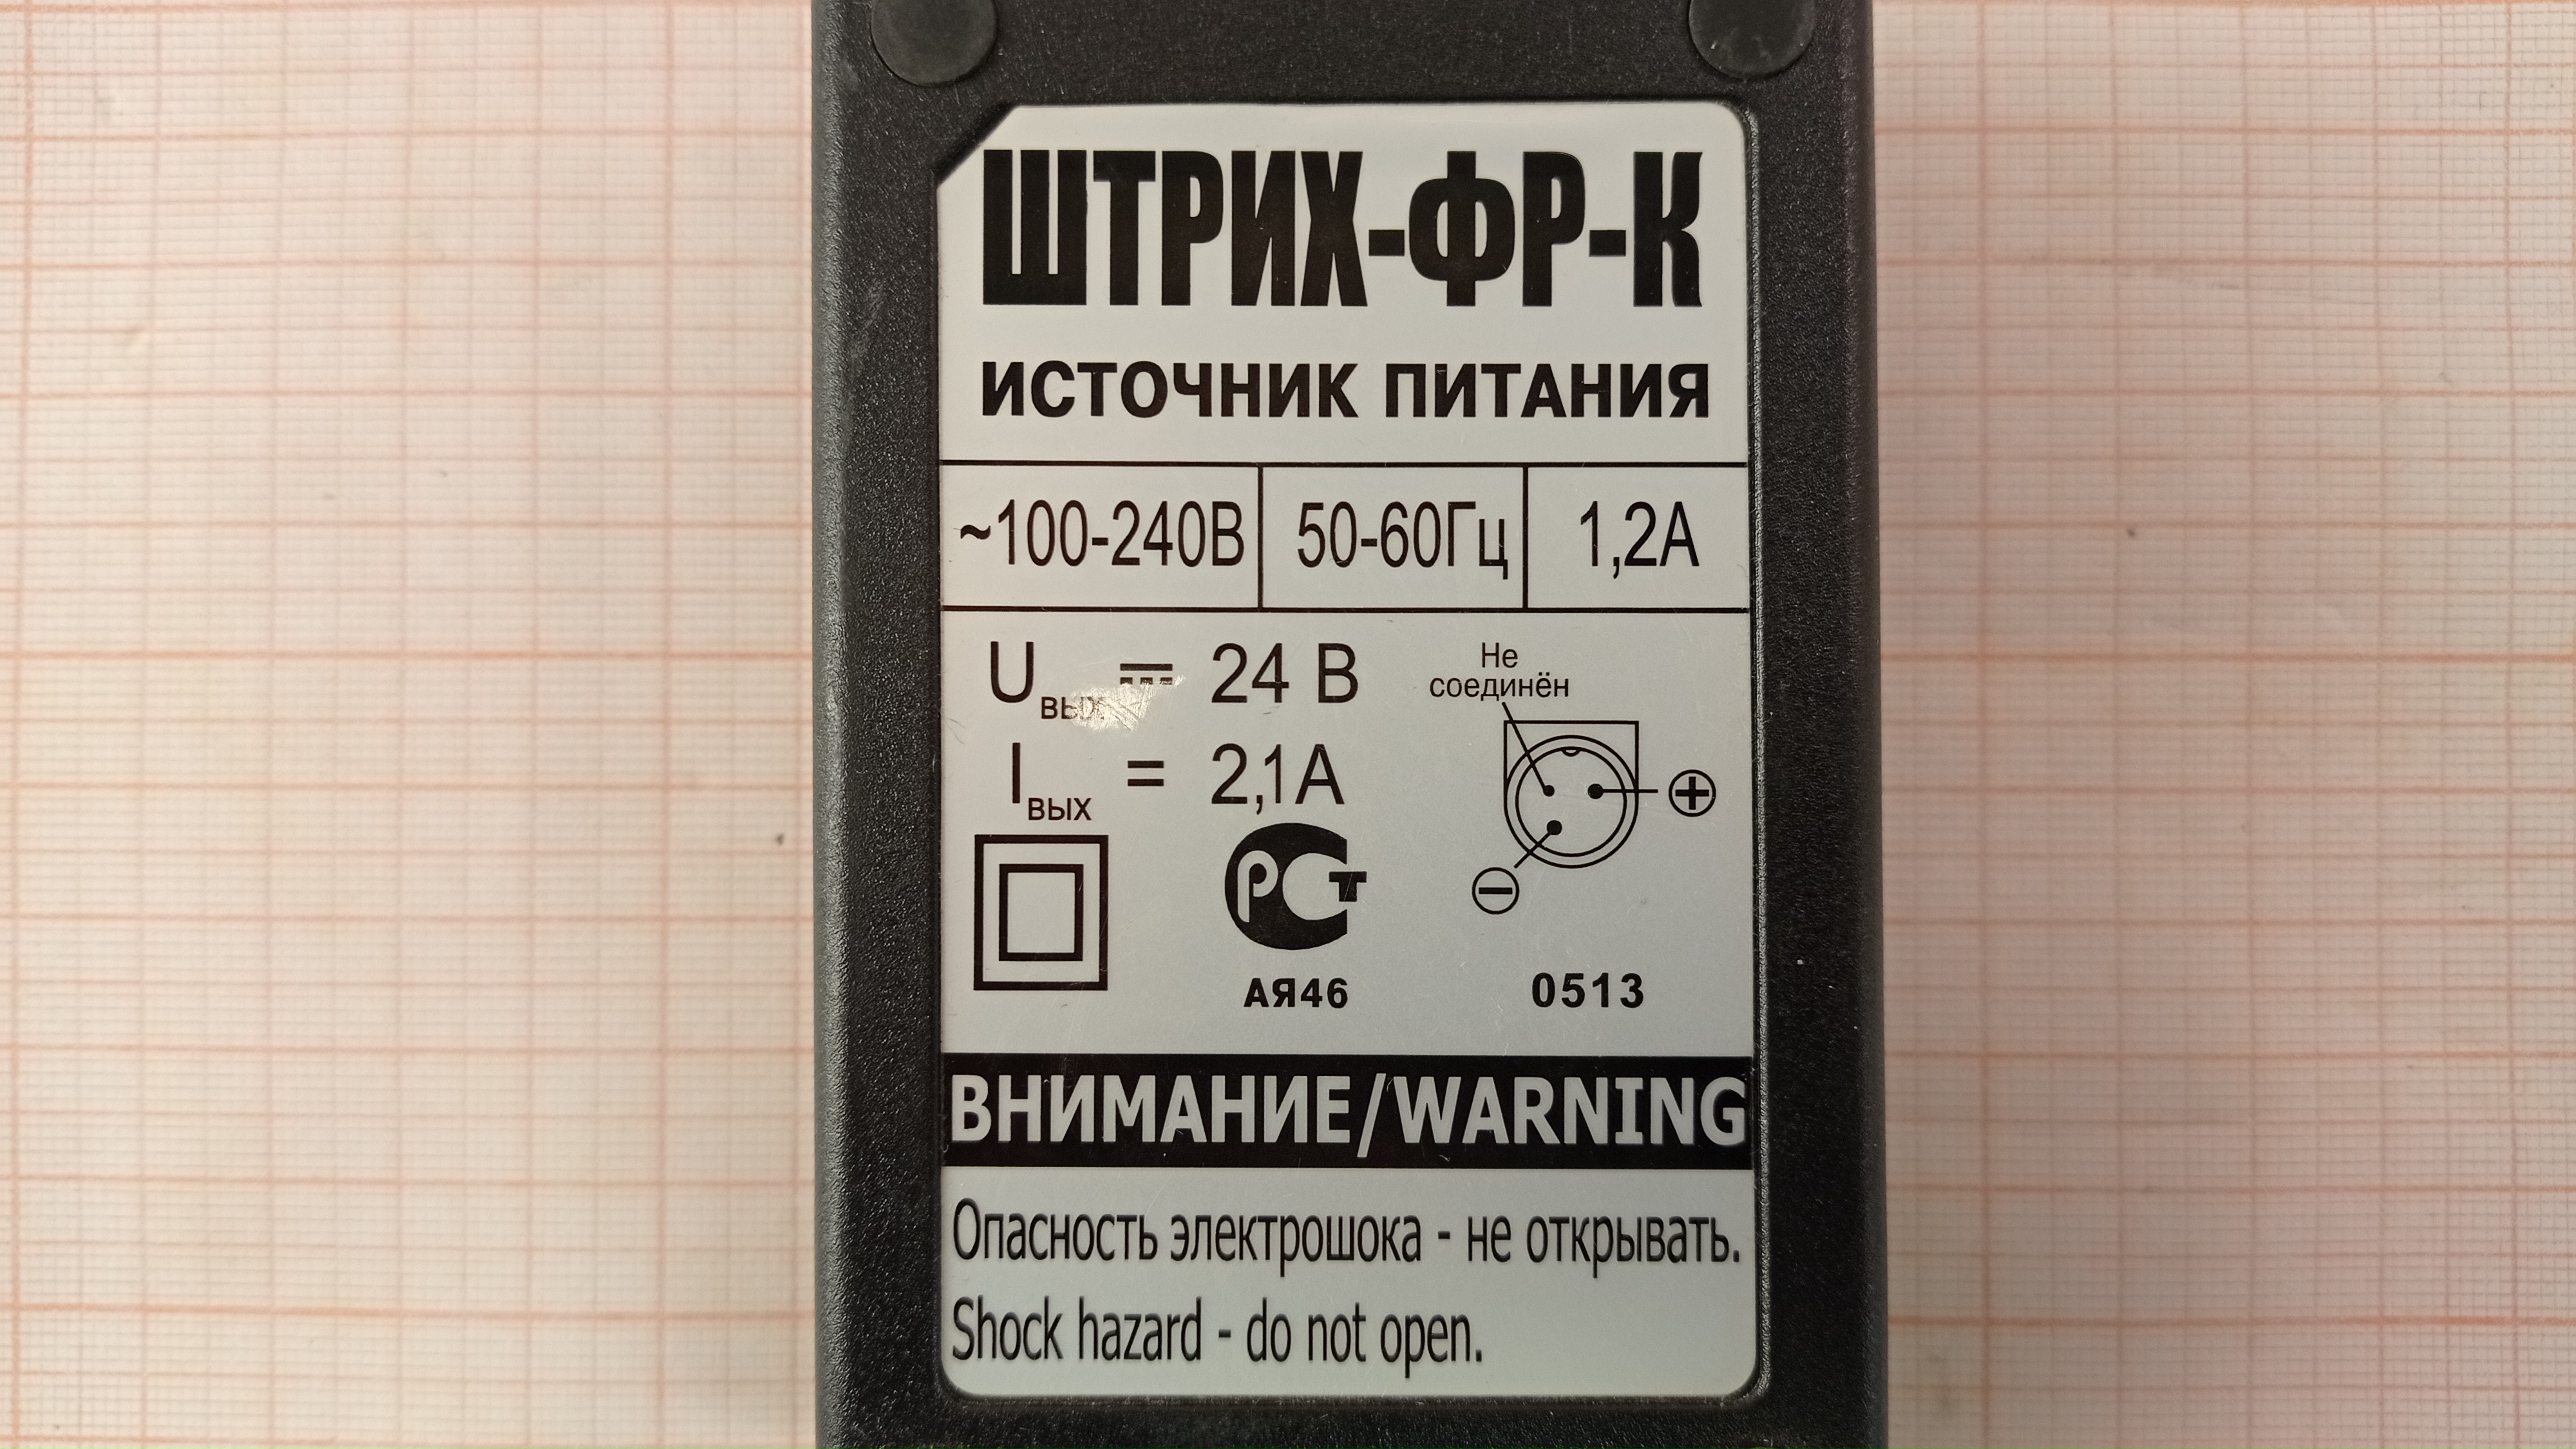 ШТРИХ-ФР-К
ИСТОЧНИК ПИТАНИЯ
~100-240В 50-60Гц 1,2А
Uвых ⎓ 24 В
Iвых = 2,1А
Не
соединён
+
−
РСТ
АЯ46
0513
ВНИМАНИЕ/WARNING
Опасность электрошока - не открывать.
Shock hazard - do not open.